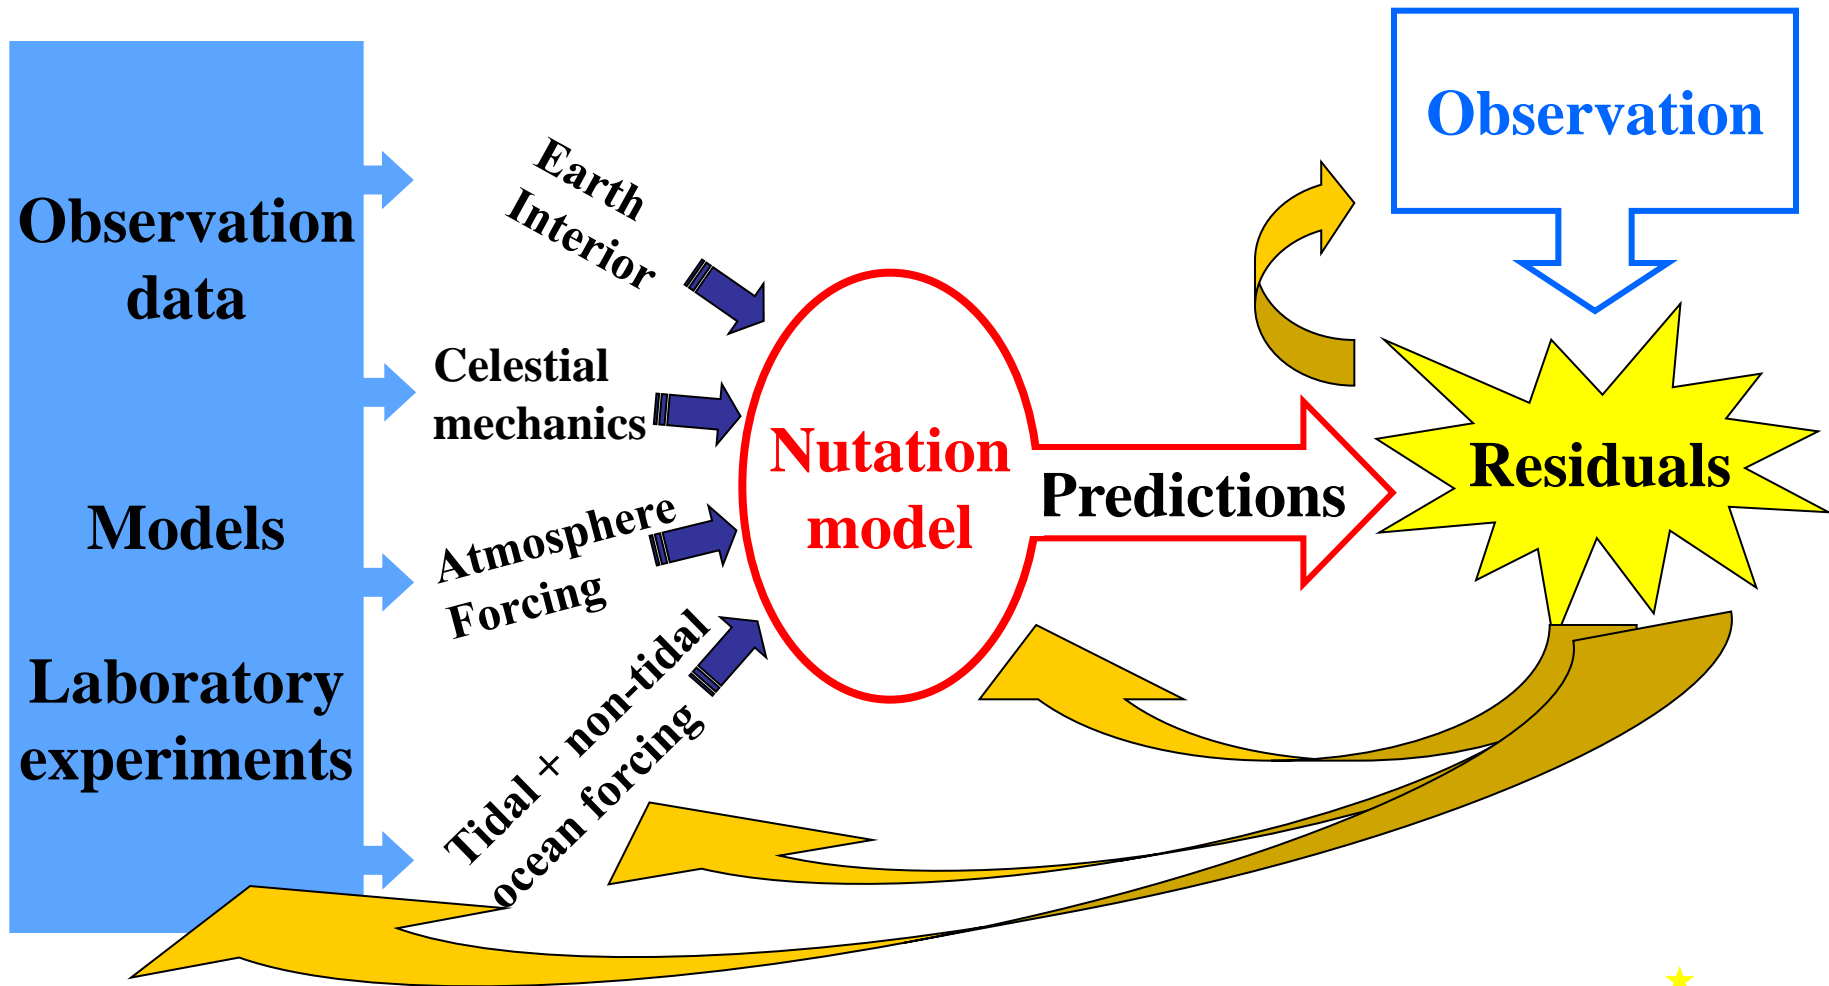 Observation
data
Models
Laboratory
experiments
Earth
Interior
Celestial
mechanics
Atmosphere
Forcing
Tidal + non-tidal
ocean forcing
Nutation
model
Predictions
Observation
Residuals